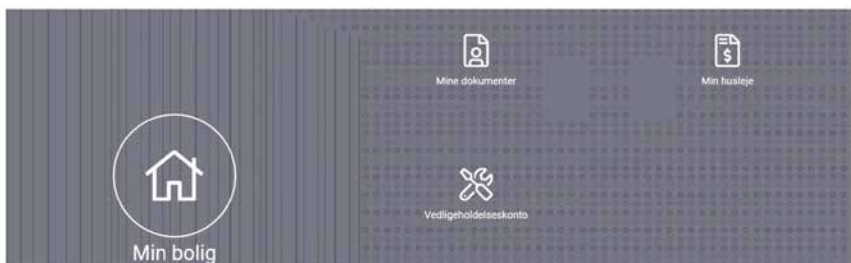 Mine dokumenter
Min husleje
Vedligeholdelseskonto
Min bolig